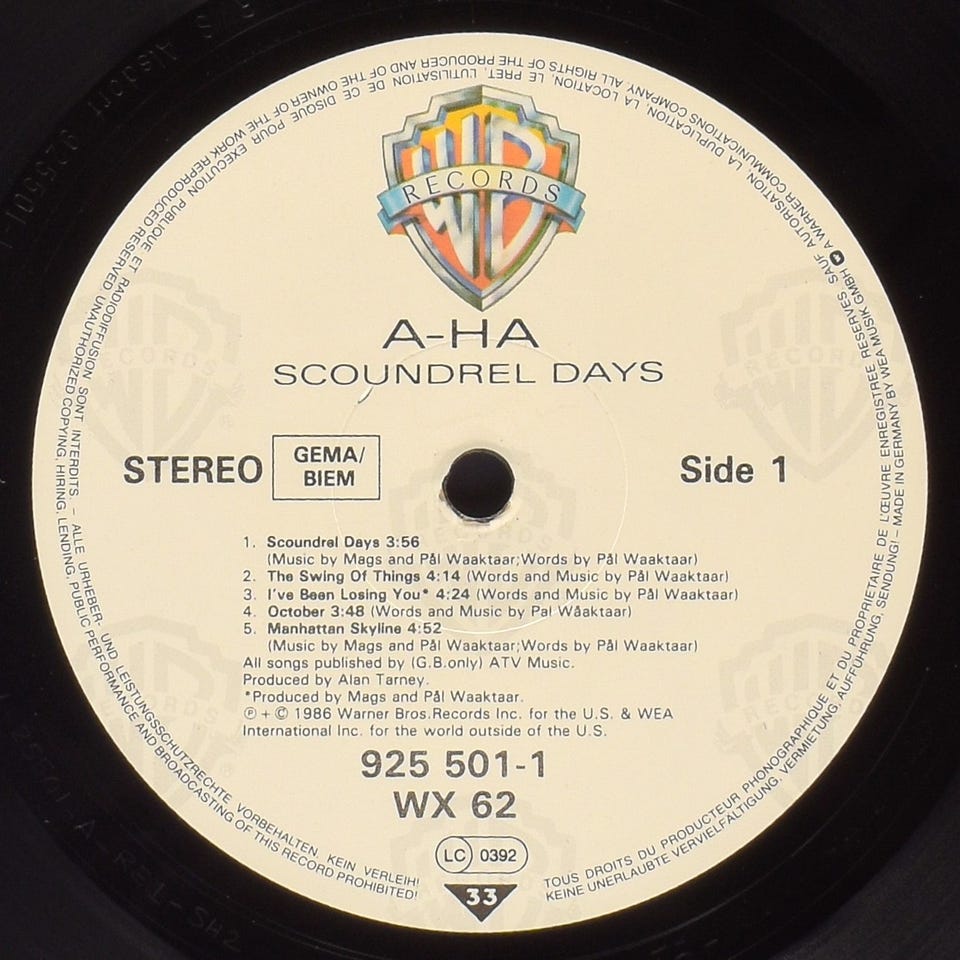 WB
RECORDS
A-HA
SCOUNDREL DAYS
STEREO
GEMA/
BIEM
Side 1
1. Scoundrel Days 3:56
(Music by Mags and Pål Waaktaar;Words by Pål Waaktaar)
2. The Swing Of Things 4:14 (Words and Music by Pål Waaktaar)
3. I've Been Losing You* 4:24 (Words and Music by Pål Waaktaar)
4. October 3:48 (Words and Music by Pal Wåaktaar)
5. Manhattan Skyline 4:52
(Music by Mags and Pål Waaktaar;Words by Pål Waaktaar)
All songs published by (G.B.only) ATV Music.
Produced by Alan Tarney.
*Produced by Mags and Pål Waaktaar.
℗ + © 1986 Warner Bros.Records Inc. for the U.S. & WEA
International Inc. for the world outside of the U.S.
925 501-1
WX 62
LC 0392
33
TOUS DROITS DU PRODUCTEUR PHONOGRAPHIQUE ET DU PROPRIETAIRE DE L'ŒUVRE ENREGISTREE RESERVES SAUF AUTORISATION, LA DUPLICATION, LA LOCATION, LE PRET, L'UTILISATION DE CE DISQUE POUR EXECUTION PUBLIQUE ET RADIODIFFUSION SONT INTERDITS. – ALLE URHEBER- UND LEISTUNGSSCHUTZRECHTE VORBEHALTEN. KEIN VERLEIH!
KEINE UNERLAUBTE VERVIELFÄLTIGUNG, VERMIETUNG, AUFFÜHRUNG, SENDUNG! – MADE IN GERMANY BY WEA MUSIK GMBH A WARNER COMMUNICATIONS COMPANY. ALL RIGHTS OF THE PRODUCER AND OF THE OWNER OF THE WORK REPRODUCED RESERVED. UNAUTHORIZED COPYING, HIRING, LENDING, PUBLIC PERFORMANCE AND BROADCASTING OF THIS RECORD PROHIBITED!